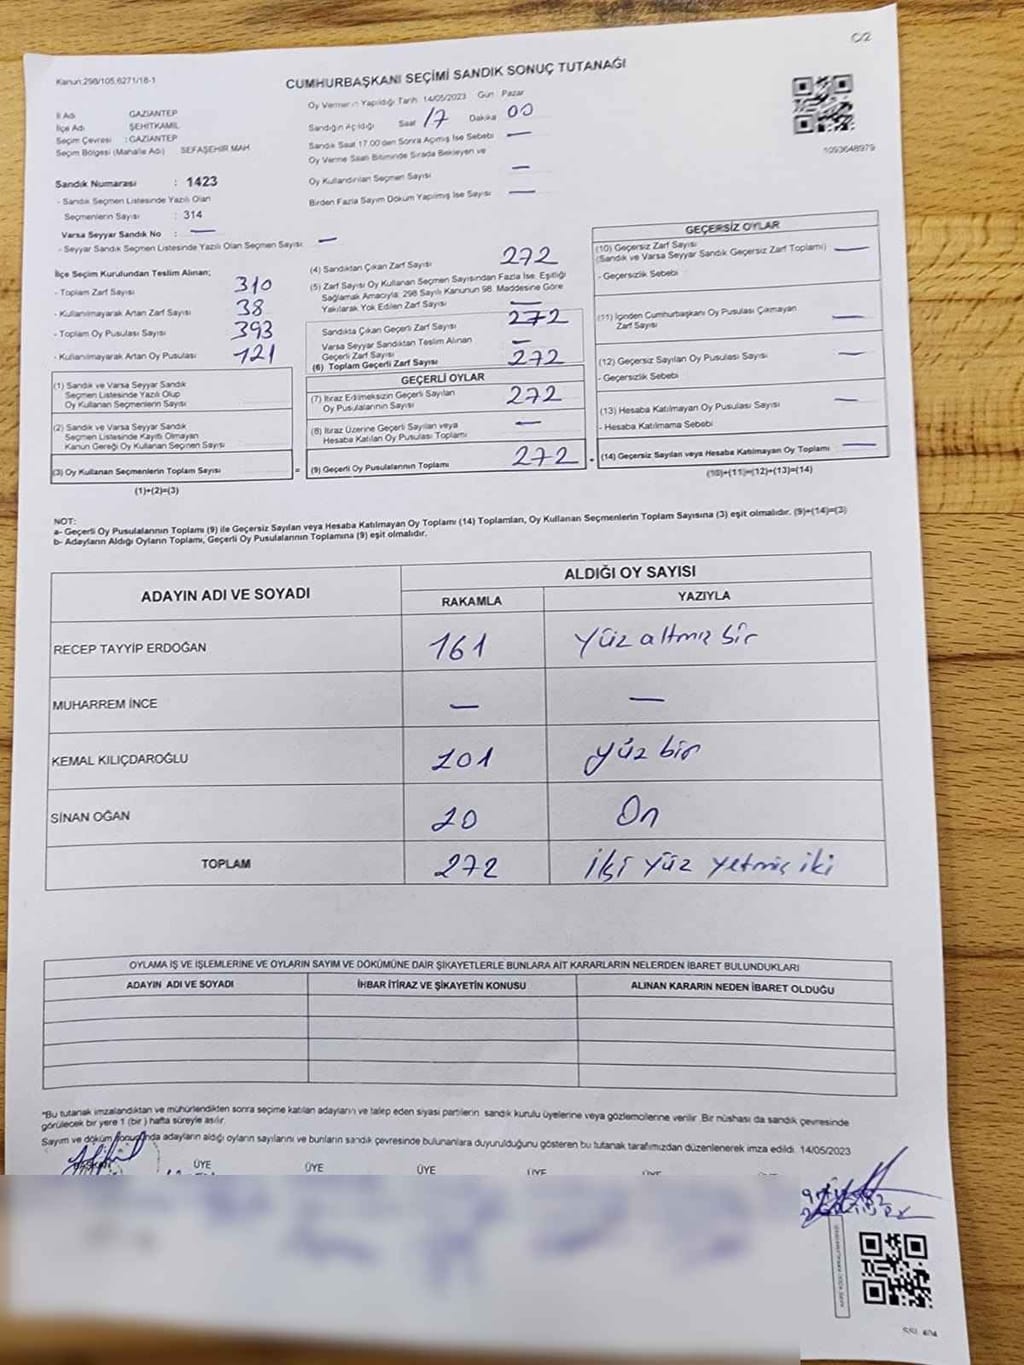 C/2
Kanun:298/105,6271/18-1
CUMHURBAŞKANI SEÇİMİ SANDIK SONUÇ TUTANAĞI
İl Adı GAZİANTEP
İlçe Adı ŞEHİTKAMİL
Seçim Çevresi : GAZİANTEP
Seçim Bölgesi (Mahalle Adı) SEFAŞEHİR MAH
Oy Vermenin Yapıldığı Tarih 14/05/2023 Gün : Pazar
Sandığın Açıldığı Saat 17 Dakika 00
Sandık Saat 17.00'den Sonra Açılmış İse Sebebi —
Oy Verme Saati Bitiminde Sırada Bekleyen ve
Oy Kullandırılan Seçmen Sayısı —
Birden Fazla Sayım Döküm Yapılmış İse Sayısı —
1093648979
Sandık Numarası : 1423
- Sandık Seçmen Listesinde Yazılı Olan
Seçmenlerin Sayısı : 314
Varsa Seyyar Sandık No : —
- Seyyar Sandık Seçmen Listesinde Yazılı Olan Seçmen Sayısı: —
İlçe Seçim Kurulundan Teslim Alınan;
- Toplam Zarf Sayısı 310
- Kullanılmayarak Artan Zarf Sayısı 38
- Toplam Oy Pusulası Sayısı 393
- Kullanılmayarak Artan Oy Pusulası 121
(1) Sandık ve Varsa Seyyar Sandık
Seçmen Listesinde Yazılı Olup
Oy Kullanan Seçmenlerin Sayısı
(2) Sandık ve Varsa Seyyar Sandık
Seçmen Listesinde Kayıtlı Olmayan
Kanun Gereği Oy Kullanan Seçmen Sayısı
(3) Oy Kullanan Seçmenlerin Toplam Sayısı
(1)+(2)=(3)
(4) Sandıktan Çıkan Zarf Sayısı 272
(5) Zarf Sayısı Oy Kullanan Seçmen Sayısından Fazla İse, Eşitliği
Sağlamak Amacıyla; 298 Sayılı Kanunun 98. Maddesine Göre
Yakılarak Yok Edilen Zarf Sayısı —
Sandıkta Çıkan Geçerli Zarf Sayısı 272
Varsa Seyyar Sandıktan Teslim Alınan
Geçerli Zarf Sayısı —
(6) Toplam Geçerli Zarf Sayısı 272
GEÇERLİ OYLAR
(7) İtiraz Edilmeksizin Geçerli Sayılan
Oy Pusulalarının Sayısı 272
(8) İtiraz Üzerine Geçerli Sayılan veya
Hesaba Katılan Oy Pusulası Toplamı —
= (9) Geçerli Oy Pusulalarının Toplamı 272
GEÇERSİZ OYLAR
(10) Geçersiz Zarf Sayısı
(Sandık ve Varsa Seyyar Sandık Geçersiz Zarf Toplamı) —
- Geçersizlik Sebebi
(11) İçinden Cumhurbaşkanı Oy Pusulası Çıkmayan
Zarf Sayısı —
(12) Geçersiz Sayılan Oy Pusulası Sayısı —
- Geçersizlik Sebebi
(13) Hesaba Katılmayan Oy Pusulası Sayısı —
- Hesaba Katılmama Sebebi
+ (14) Geçersiz Sayılan veya Hesaba Katılmayan Oy Toplamı —
(10)+(11)+(12)+(13)=(14)
NOT:
a- Geçerli Oy Pusulalarının Toplamı (9) ile Geçersiz Sayılan veya Hesaba Katılmayan Oy Toplamı (14) Toplamları, Oy Kullanan Seçmenlerin Toplam Sayısına (3) eşit olmalıdır. (9)+(14)=(3)
b- Adayların Aldığı Oyların Toplamı, Geçerli Oy Pusulalarının Toplamına (9) eşit olmalıdır.
ADAYIN ADI VE SOYADI ALDIĞI OY SAYISI
RAKAMLA YAZIYLA
RECEP TAYYİP ERDOĞAN 161 Yüz altmış bir
MUHARREM İNCE — —
KEMAL KILIÇDAROĞLU 101 yüz bir
SİNAN OĞAN 10 On
TOPLAM 272 İki yüz yetmiş iki
OYLAMA İŞ VE İŞLEMLERİNE VE OYLARIN SAYIM VE DÖKÜMÜNE DAİR ŞİKAYETLERLE BUNLARA AİT KARARLARIN NELERDEN İBARET BULUNDUKLARI
ADAYIN ADI VE SOYADI İHBAR İTİRAZ VE ŞİKAYETİN KONUSU ALINAN KARARIN NEDEN İBARET OLDUĞU
*Bu tutanak imzalandıktan ve mühürlendikten sonra seçime katılan adayların ve talep eden siyasi partilerin sandık kurulu üyelerine veya gözlemcilerine verilir. Bir nüshası da sandık çevresinde
görülecek bir yere 1 (bir) hafta süreyle asılır.
Sayım ve döküm sonucunda adayların aldığı oyların sayılarını ve bunların sandık çevresinde bulunanlara duyurulduğunu gösteren bu tutanak tarafımızdan düzenlenerek imza edildi. 14/05/2023
BAŞKAN ÜYE ÜYE ÜYE ÜYE ÜYE